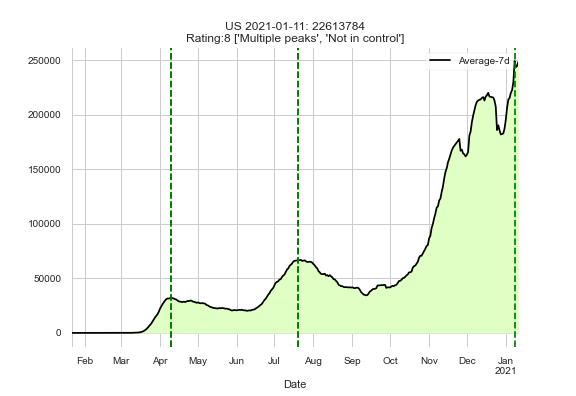 US 2021-01-11: 22613784
Rating:8 ['Multiple peaks', 'Not in control']
Average-7d
250000
200000
150000
100000
50000
0
Feb Mar Apr May Jun Jul Aug Sep Oct Nov Dec Jan
2021
Date